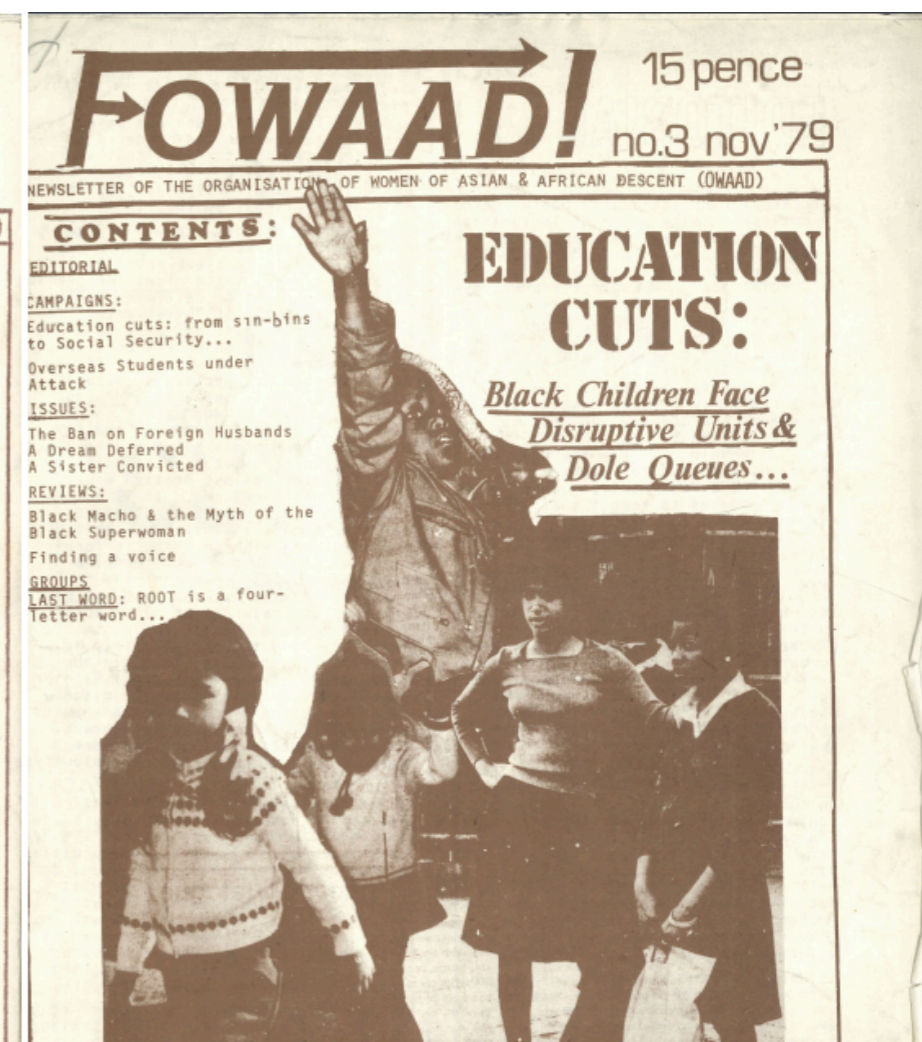 FOWAAD!
15 pence
no.3 nov'79
NEWSLETTER OF THE ORGANISATION OF WOMEN OF ASIAN & AFRICAN DESCENT (OWAAD)
CONTENTS:
EDITORIAL
CAMPAIGNS:
Education cuts: from sin-bins
to Social Security...
Overseas Students under
Attack
ISSUES:
The Ban on Foreign Husbands
A Dream Deferred
A Sister Convicted
REVIEWS:
Black Macho & the Myth of the
Black Superwoman
Finding a voice
GROUPS
LAST WORD: ROOT is a four-
letter word...
EDUCATION
CUTS:
Black Children Face
Disruptive Units &
Dole Queues...